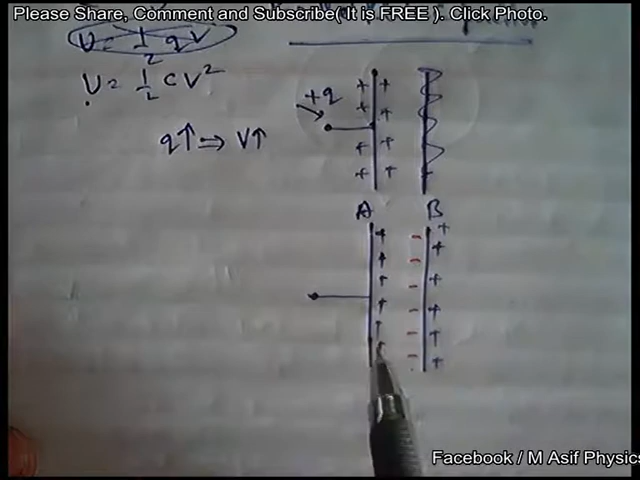 Please Share, Comment and Subscribe( It is FREE ). Click Photo.
U = 1/2 qV
U = 1/2 CV²
+q
q↑ ⇒ V↑
+ +
+ +
+ +
+ +
A B
+
+ - +
+ -
+ - +
+ - +
+ - +
+ - +
Facebook / M Asif Physics